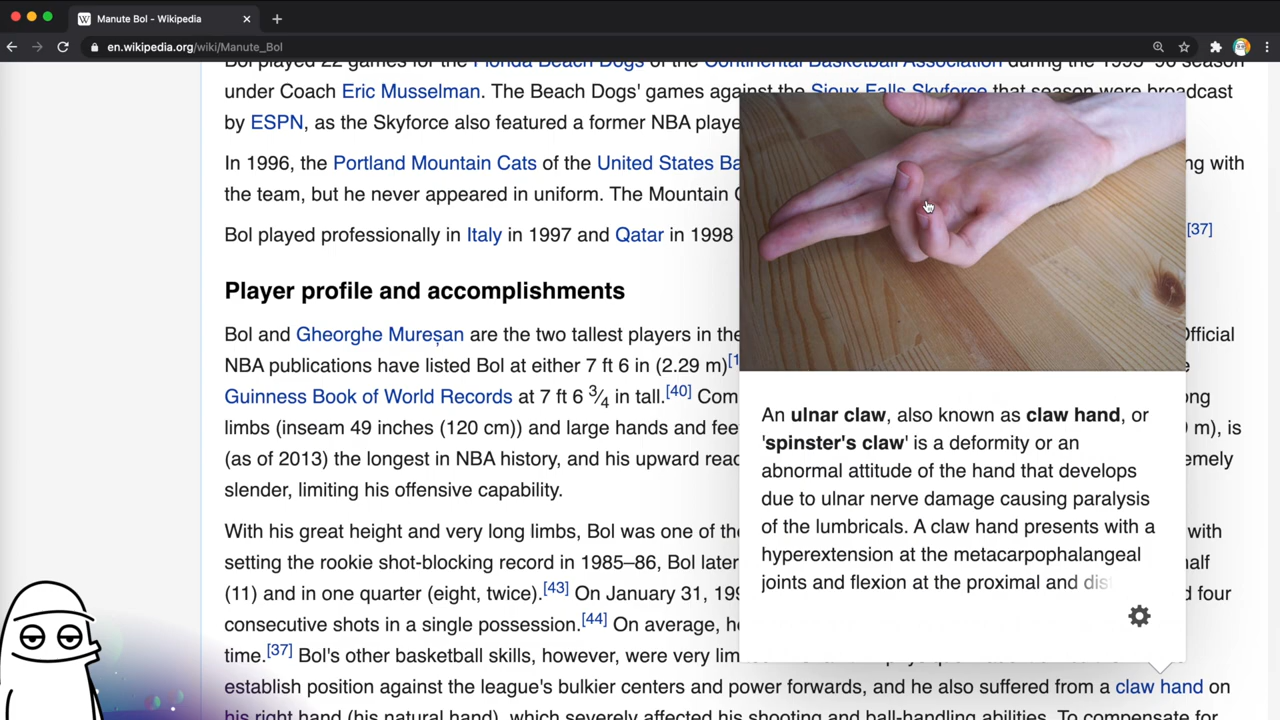 Manute Bol - Wikipedia
en.wikipedia.org/wiki/Manute_Bol
Bol played 22 games for the Florida Beach Dogs of the Continental Basketball Association during the 1995–96 season
under Coach Eric Musselman. The Beach Dogs' games against the Sioux Falls Skyforce that season were broadcast
by ESPN, as the Skyforce also featured a former NBA playe
In 1996, the Portland Mountain Cats of the United States Ba
ng with
the team, but he never appeared in uniform. The Mountain
Bol played professionally in Italy in 1997 and Qatar in 1998
[37]
Player profile and accomplishments
Bol and Gheorghe Mureșan are the two tallest players in the
Official
NBA publications have listed Bol at either 7 ft 6 in (2.29 m)[1
Guinness Book of World Records at 7 ft 6 3⁄4 in tall.[40] Com
ong
limbs (inseam 49 inches (120 cm)) and large hands and fee
m), is
(as of 2013) the longest in NBA history, and his upward reac
emely
slender, limiting his offensive capability.
With his great height and very long limbs, Bol was one of the
with
setting the rookie shot-blocking record in 1985–86, Bol later
half
(11) and in one quarter (eight, twice).[43] On January 31, 199
d four
consecutive shots in a single possession.[44] On average, he
time.[37] Bol's other basketball skills, however, were very lim
establish position against the league's bulkier centers and power forwards, and he also suffered from a claw hand on
his right hand (his natural hand), which severely affected his shooting and ball-handling abilities. To compensate for
An ulnar claw, also known as claw hand, or
'spinster's claw' is a deformity or an
abnormal attitude of the hand that develops
due to ulnar nerve damage causing paralysis
of the lumbricals. A claw hand presents with a
hyperextension at the metacarpophalangeal
joints and flexion at the proximal and dis